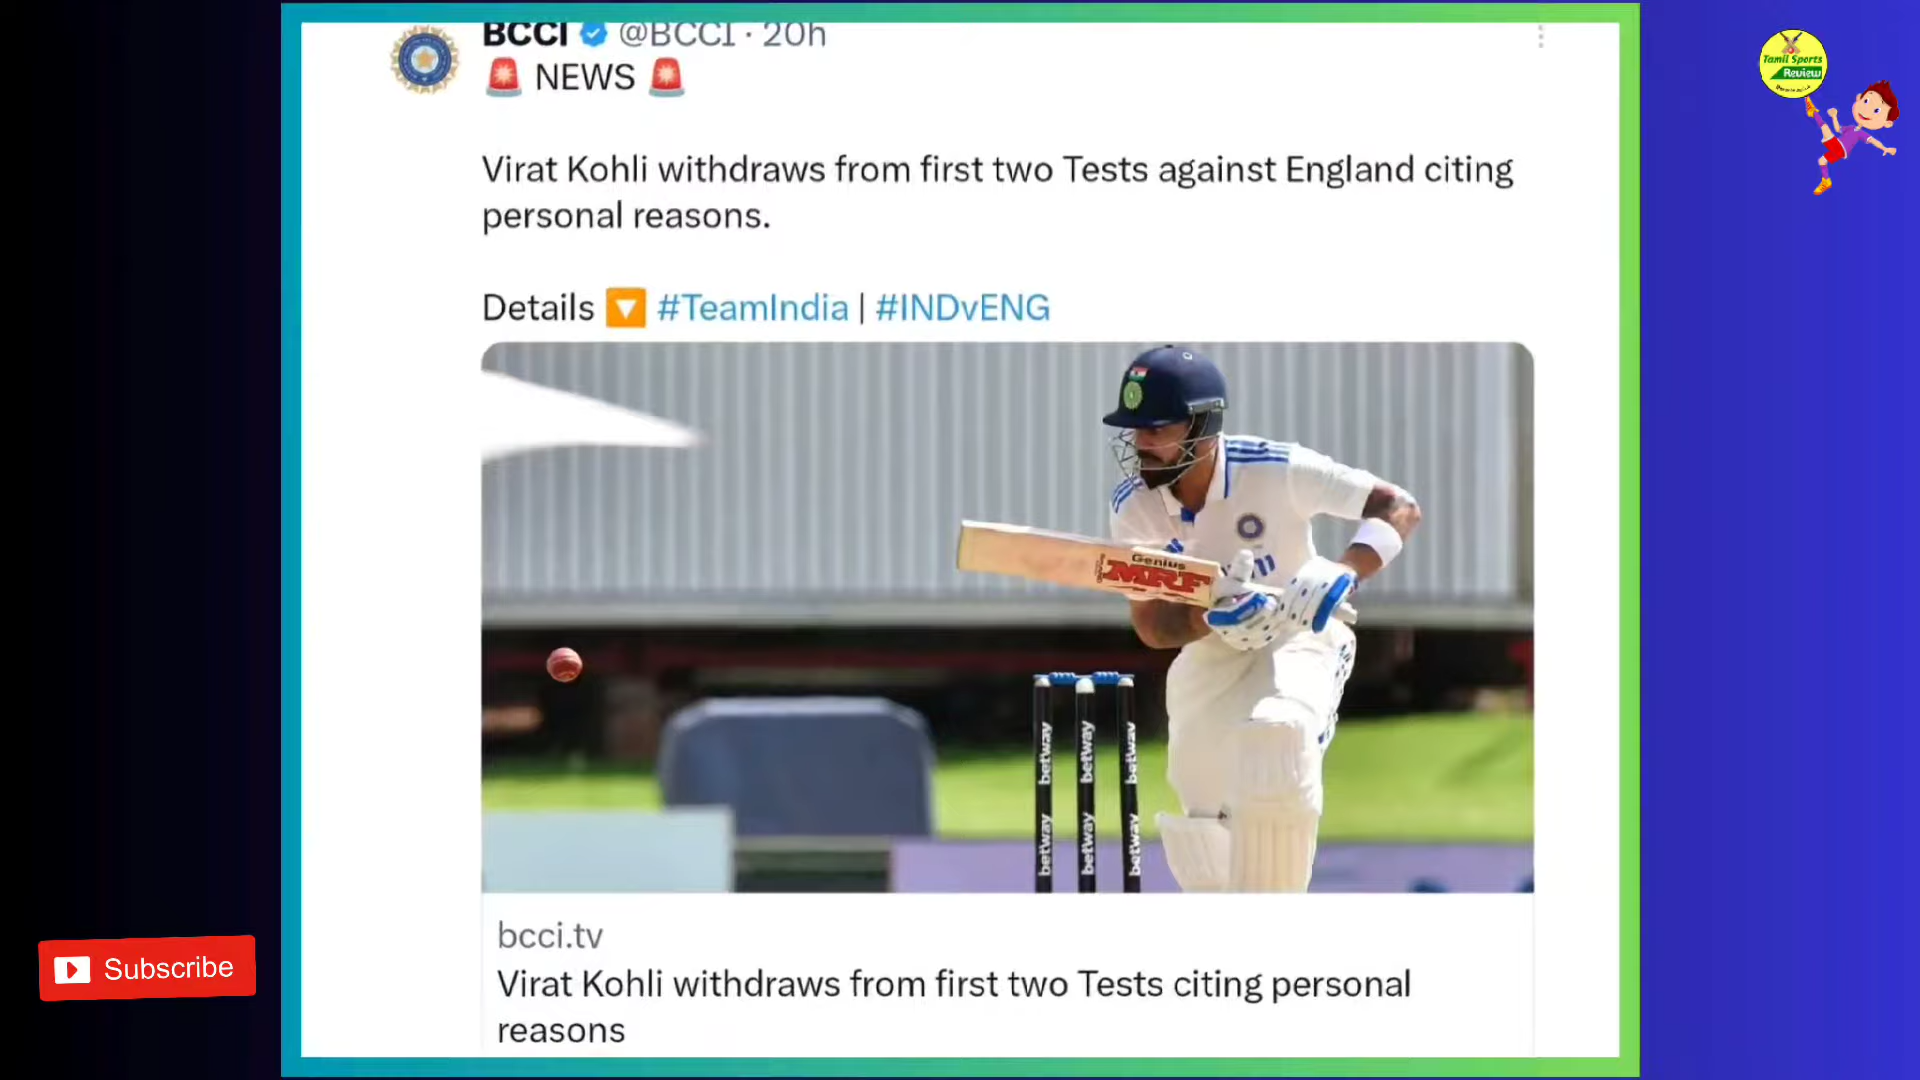 BCCI @BCCI · 20h
NEWS
Virat Kohli withdraws from first two Tests against England citing
personal reasons.
Details #TeamIndia | #INDvENG
Genius
MRF
betway betway betway
betway betway betway
bcci.tv
Virat Kohli withdraws from first two Tests citing personal
reasons
Subscribe
Tamil Sports
Review